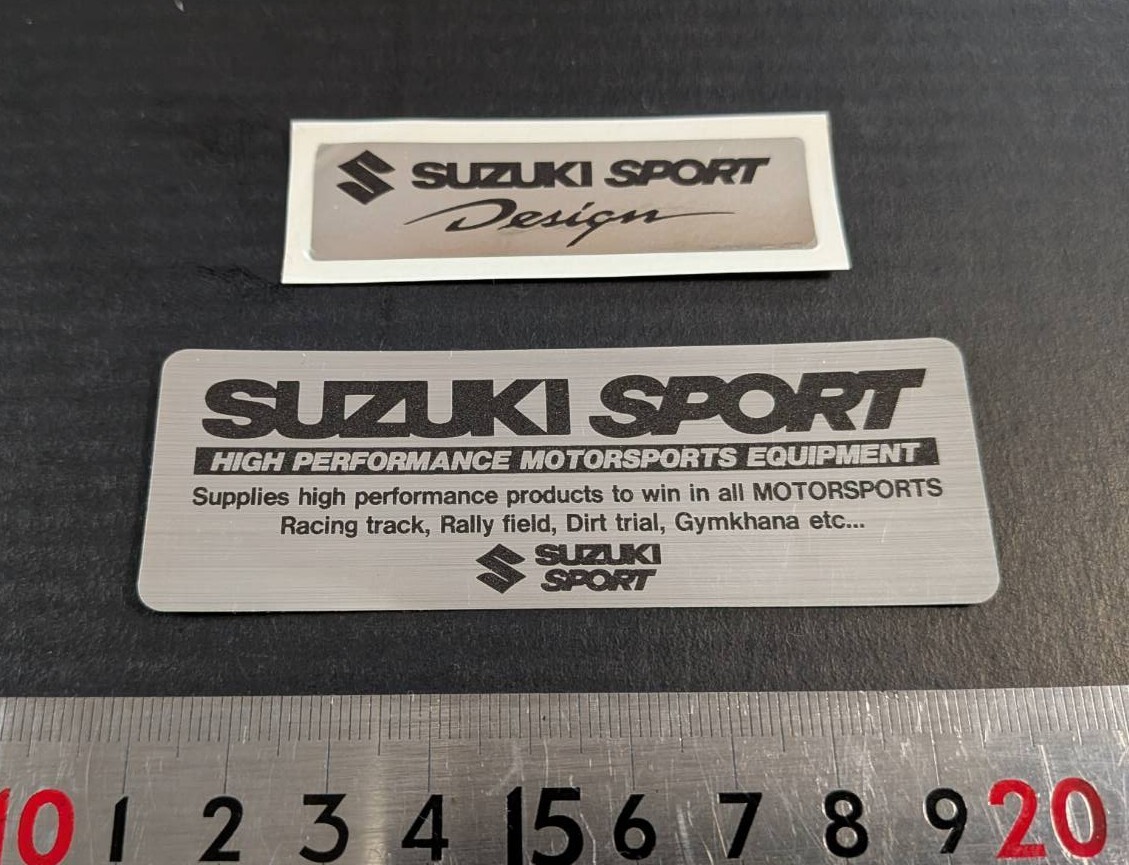 SUZUKI SPORT
Design
SUZUKI SPORT
HIGH PERFORMANCE MOTORSPORTS EQUIPMENT
Supplies high performance products to win in all MOTORSPORTS
Racing track, Rally field, Dirt trial, Gymkhana etc...
SUZUKI
SPORT
10 1 2 3 4 15 6 7 8 9 20